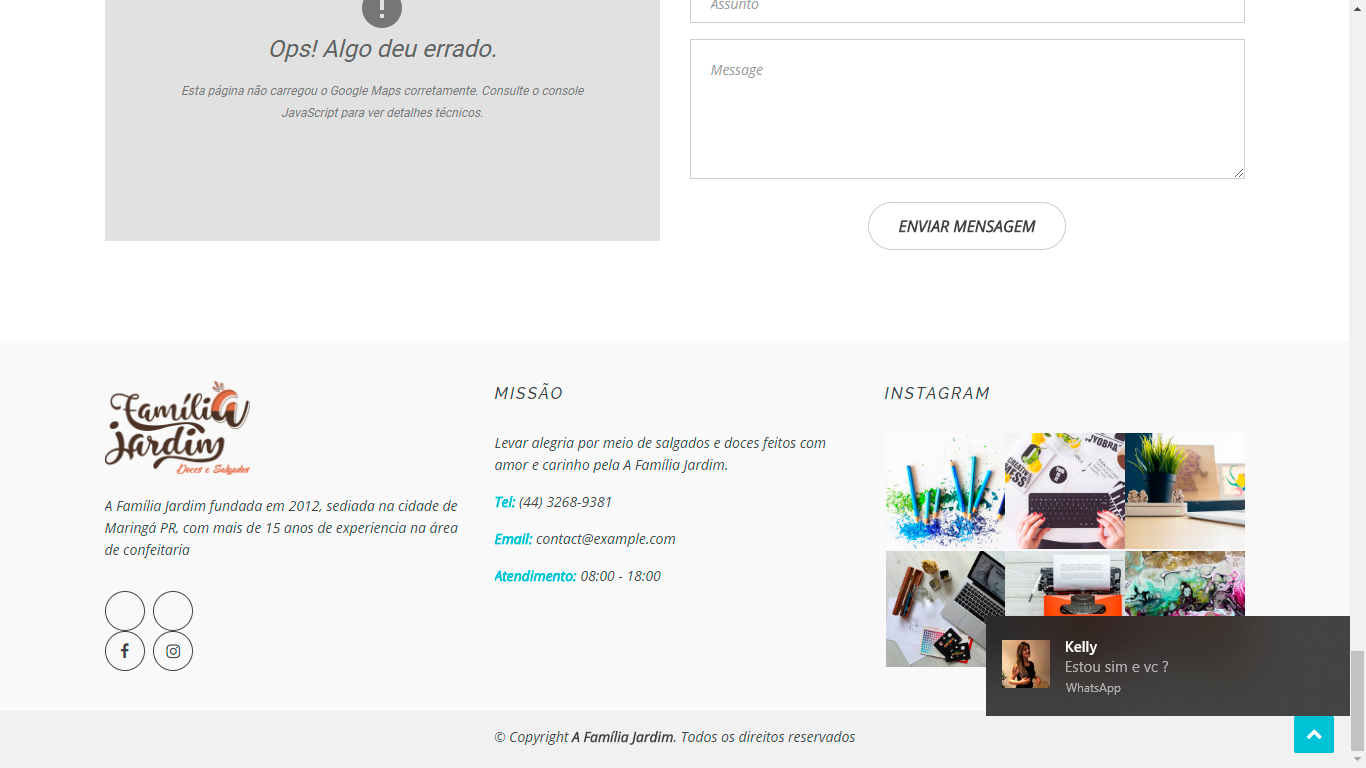 Ops! Algo deu errado.
Esta página não carregou o Google Maps corretamente. Consulte o console
JavaScript para ver detalhes técnicos.
Assunto
Message
ENVIAR MENSAGEM
Família
Jardim
Doces e Salgados
A Família Jardim fundada em 2012, sediada na cidade de
Maringá PR, com mais de 15 anos de experiencia na área
de confeitaria
MISSÃO
Levar alegria por meio de salgados e doces feitos com
amor e carinho pela A Família Jardim.
Tel: (44) 3268-9381
Email: contact@example.com
Atendimento: 08:00 - 18:00
INSTAGRAM
JYOBRA
CREATIVE
MESS
Kelly
Estou sim e vc ?
WhatsApp
© Copyright A Família Jardim. Todos os direitos reservados